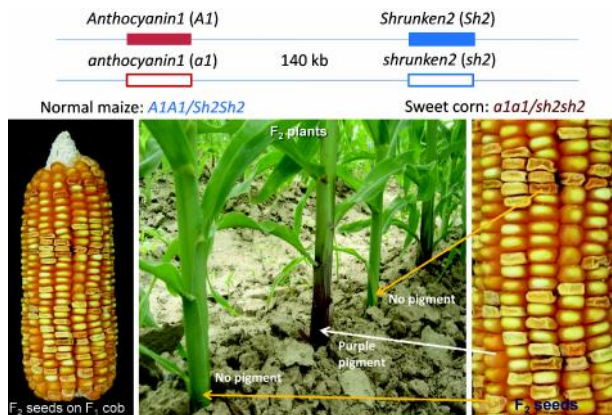 Anthocyanin1 (A1) Shrunken2 (Sh2)
anthocyanin1 (a1) 140 kb shrunken2 (sh2)
Normal maize: A1A1/Sh2Sh2 Sweet corn: a1a1/sh2sh2
F2 plants
No pigment
Purple
pigment
No pigment
F2 seeds on F1 cob
F2 seeds